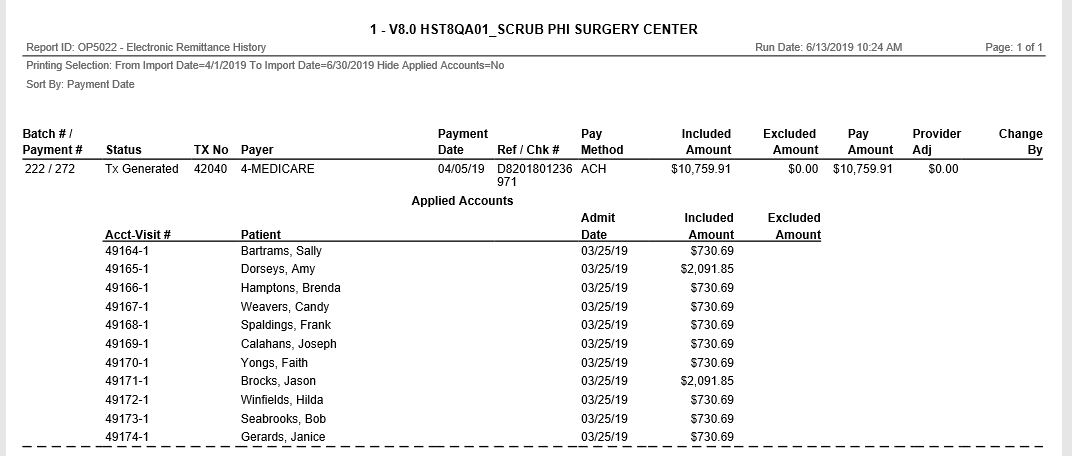 1 - V8.0 HST8QA01_SCRUB PHI SURGERY CENTER
Report ID: OP5022 - Electronic Remittance History Run Date: 6/13/2019 10:24 AM Page: 1 of 1
Printing Selection: From Import Date=4/1/2019 To Import Date=6/30/2019 Hide Applied Accounts=No
Sort By: Payment Date
Batch # / Payment Pay Included Excluded Pay Provider Change
Payment # Status TX No Payer Date Ref / Chk # Method Amount Amount Amount Adj By
222 / 272 Tx Generated 42040 4-MEDICARE 04/05/19 D8201801236 ACH $10,759.91 $0.00 $10,759.91 $0.00
971
Applied Accounts
Admit Included Excluded
Acct-Visit # Patient Date Amount Amount
49164-1 Bartrams, Sally 03/25/19 $730.69
49165-1 Dorseys, Amy 03/25/19 $2,091.85
49166-1 Hamptons, Brenda 03/25/19 $730.69
49167-1 Weavers, Candy 03/25/19 $730.69
49168-1 Spaldings, Frank 03/25/19 $730.69
49169-1 Calahans, Joseph 03/25/19 $730.69
49170-1 Yongs, Faith 03/25/19 $730.69
49171-1 Brocks, Jason 03/25/19 $2,091.85
49172-1 Winfields, Hilda 03/25/19 $730.69
49173-1 Seabrooks, Bob 03/25/19 $730.69
49174-1 Gerards, Janice 03/25/19 $730.69